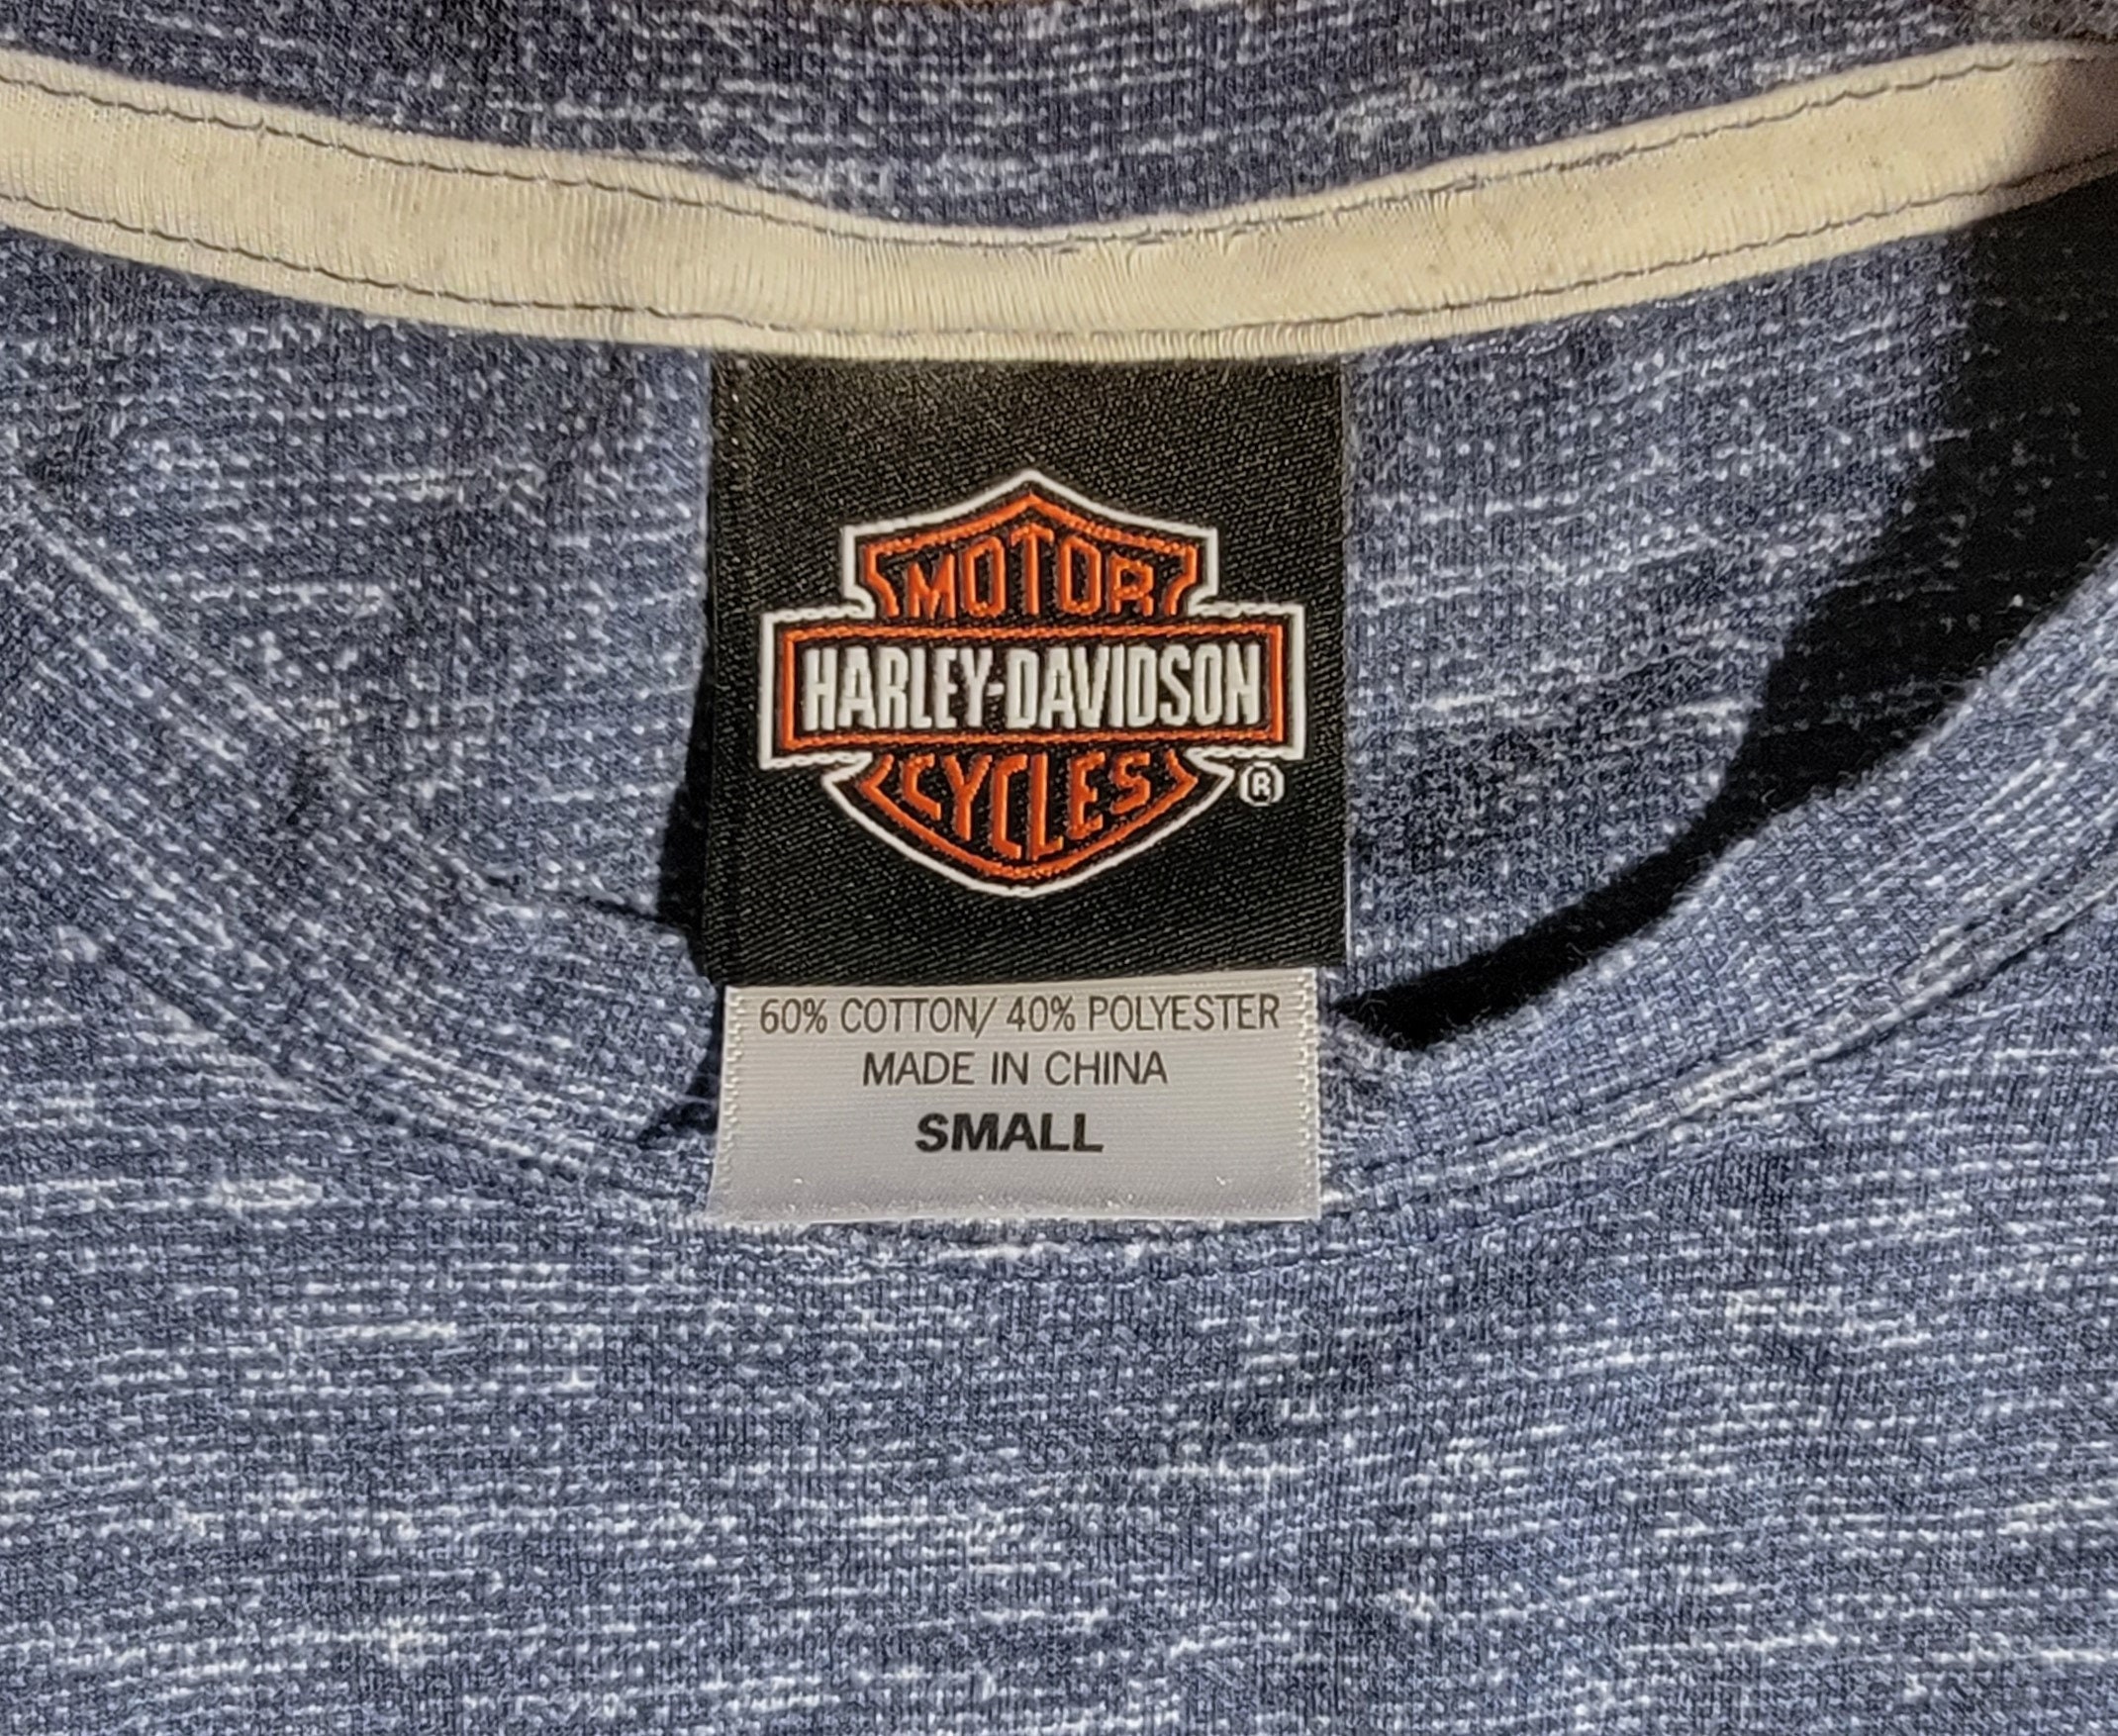 MOTOR
HARLEY-DAVIDSON
CYCLES
®
60% COTTON/ 40% POLYESTER
MADE IN CHINA
SMALL